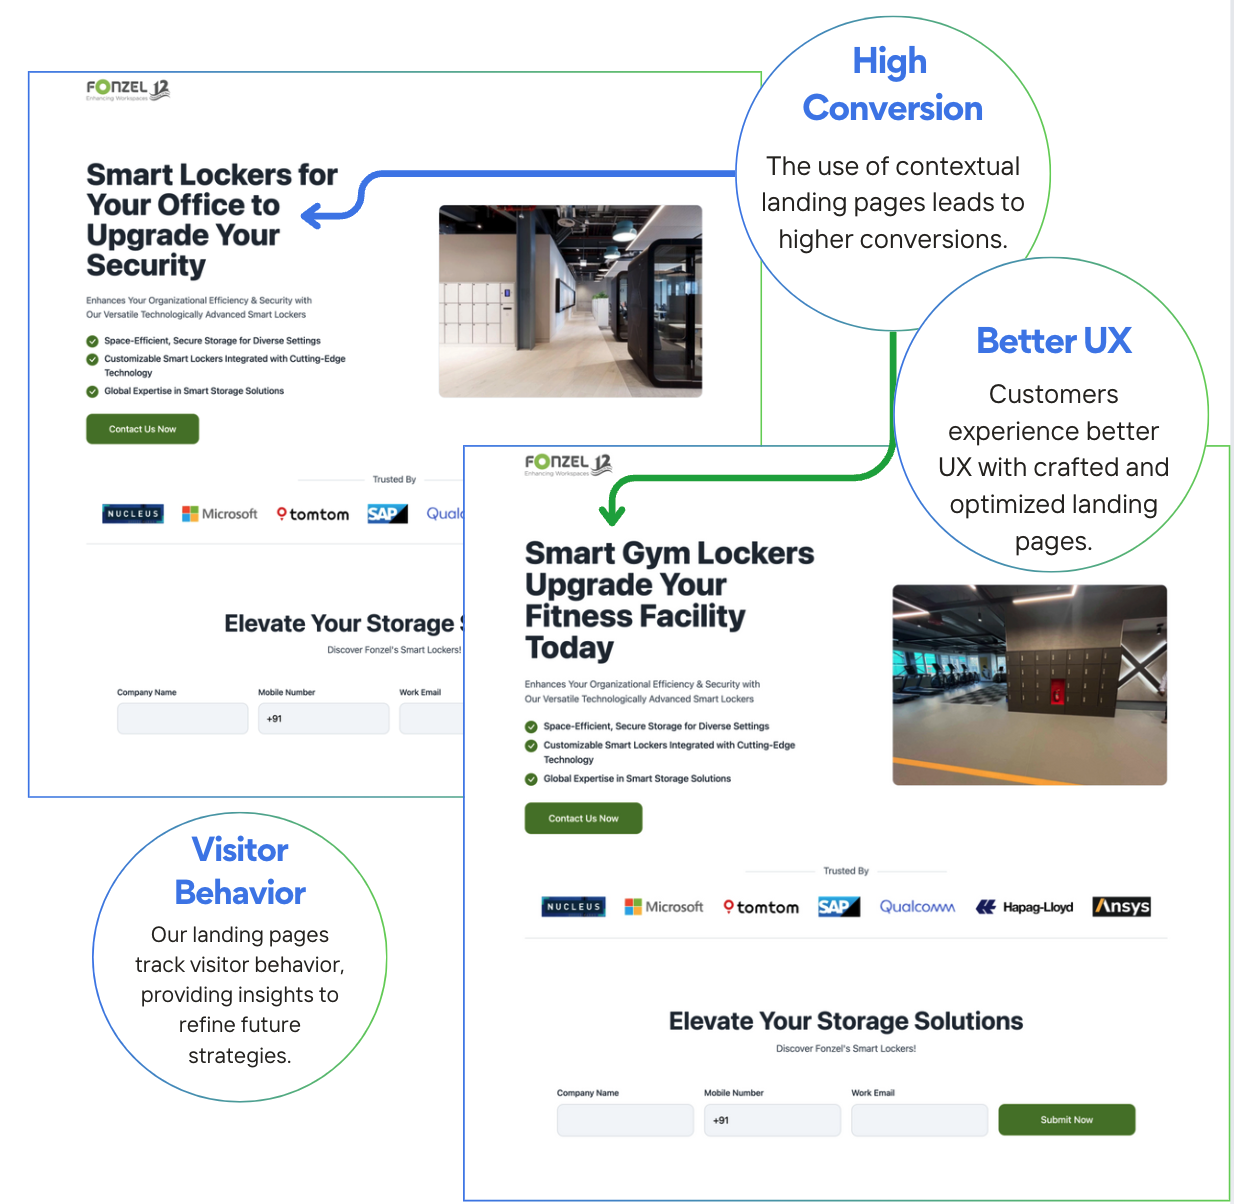 FONZEL 12
Enhancing Workspaces
Smart Lockers for
Your Office to
Upgrade Your
Security
Enhances Your Organizational Efficiency & Security with
Our Versatile Technologically Advanced Smart Lockers
Space-Efficient, Secure Storage for Diverse Settings
Customizable Smart Lockers Integrated with Cutting-Edge
Technology
Global Expertise in Smart Storage Solutions
Contact Us Now
Trusted By
NUCLEUS Microsoft tomtom SAP Qualc
Elevate Your Storage
Discover Fonzel's Smart Lockers!
Company Name Mobile Number Work Email
+91
High
Conversion
The use of contextual
landing pages leads to
higher conversions.
Better UX
Customers
experience better
UX with crafted and
optimized landing
pages.
FONZEL 12
Enhancing Workspaces
Smart Gym Lockers
Upgrade Your
Fitness Facility
Today
Enhances Your Organizational Efficiency & Security with
Our Versatile Technologically Advanced Smart Lockers
Space-Efficient, Secure Storage for Diverse Settings
Customizable Smart Lockers Integrated with Cutting-Edge
Technology
Global Expertise in Smart Storage Solutions
Contact Us Now
Trusted By
NUCLEUS Microsoft tomtom SAP Qualcomm Hapag-Lloyd Ansys
Elevate Your Storage Solutions
Discover Fonzel's Smart Lockers!
Company Name Mobile Number Work Email
+91 Submit Now
Visitor
Behavior
Our landing pages
track visitor behavior,
providing insights to
refine future
strategies.